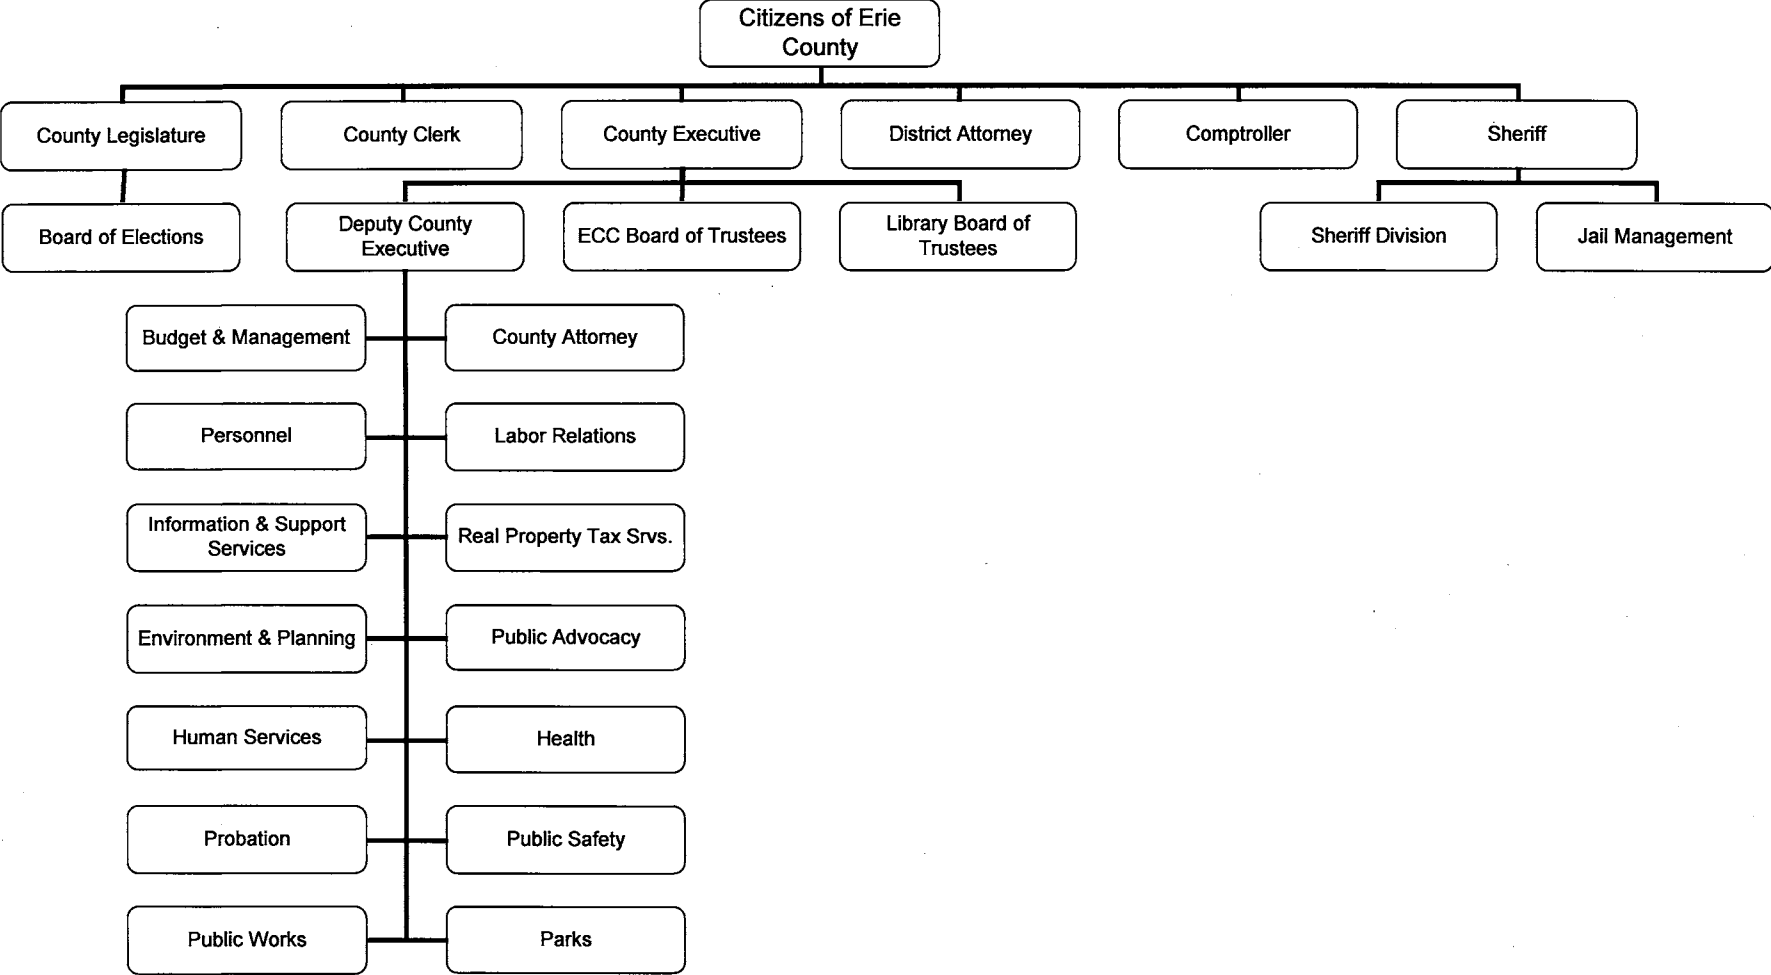 Citizens of Erie
County
County Legislature
County Clerk
County Executive
District Attorney
Comptroller
Sheriff
Board of Elections
Deputy County
Executive
ECC Board of Trustees
Library Board of
Trustees
Sheriff Division
Jail Management
Budget & Management
County Attorney
Personnel
Labor Relations
Information & Support
Services
Real Property Tax Srvs.
Environment & Planning
Public Advocacy
Human Services
Health
Probation
Public Safety
Public Works
Parks